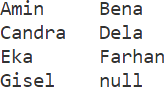 Amin Bena
Candra Dela
Eka Farhan
Gisel null